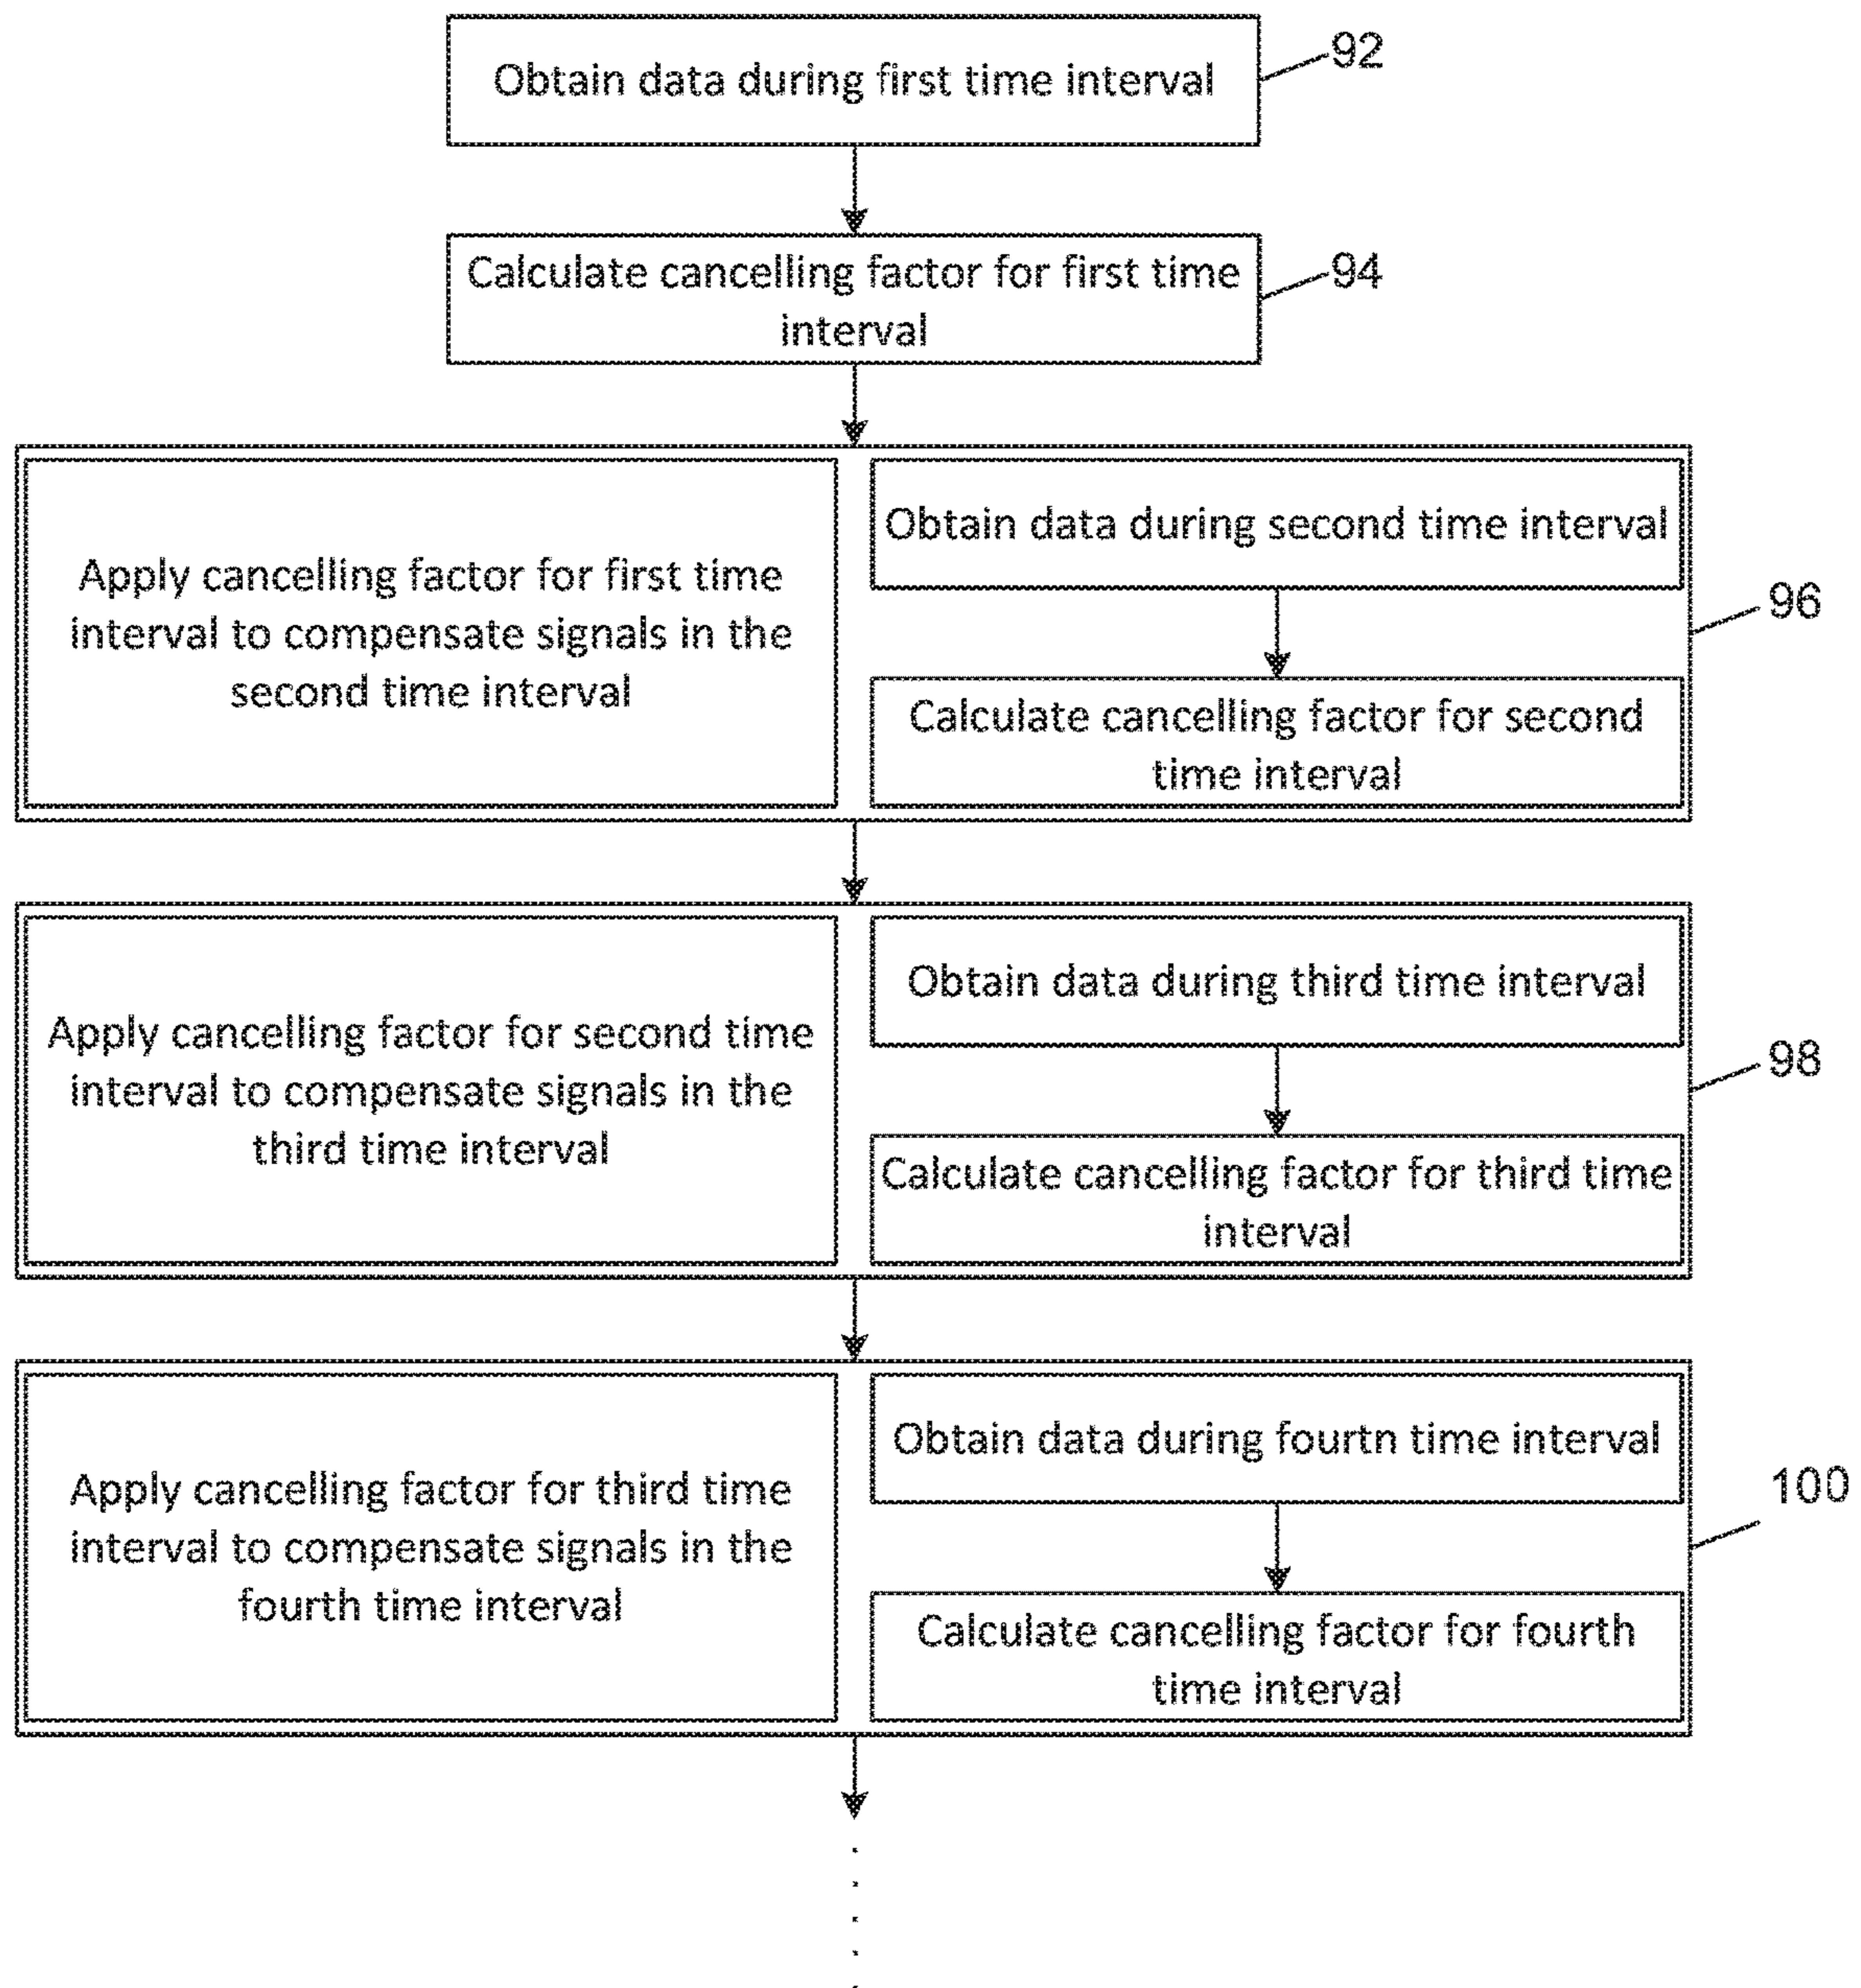 Obtain data during first time interval
92
Calculate cancelling factor for first time
interval
94
Apply cancelling factor for first time
interval to compensate signals in the
second time interval
Obtain data during second time interval
Calculate cancelling factor for second
time interval
96
Apply cancelling factor for second time
interval to compensate signals in the
third time interval
Obtain data during third time interval
Calculate cancelling factor for third time
interval
98
Apply cancelling factor for third time
interval to compensate signals in the
fourth time interval
Obtain data during fourtn time interval
Calculate cancelling factor for fourth
time interval
100